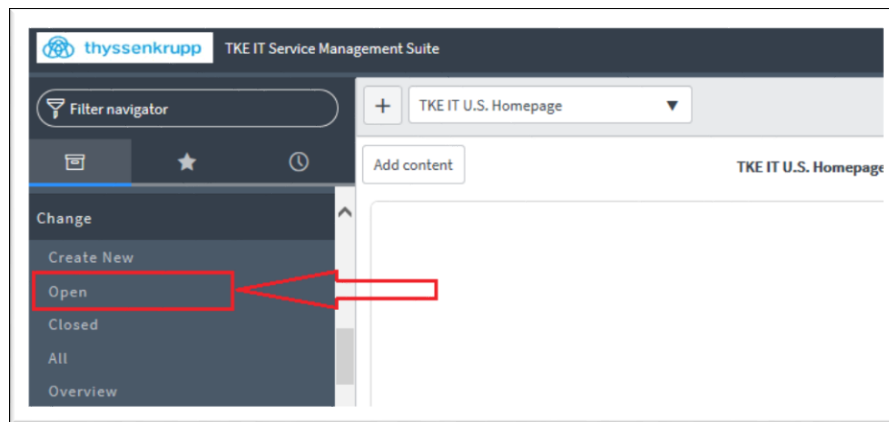 thyssenkrupp TKE IT Service Management Suite
Filter navigator
TKE IT U.S. Homepage
Add content
TKE IT U.S. Homepage
Change
Create New
Open
Closed
All
Overview